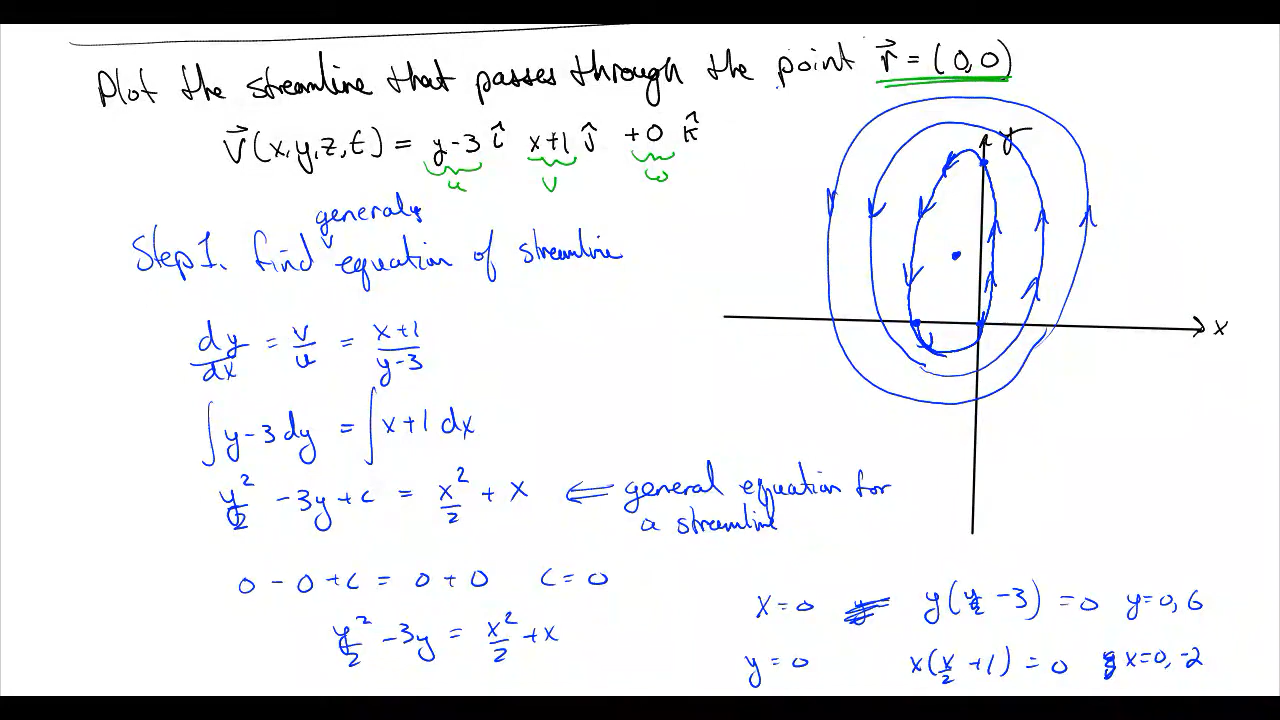 Plot the streamline that passes through the point r⃗ = (0,0)
V⃗(x,y,z,t) = y-3 î x+1 ĵ +0 k̂
u v w
y
general
Step 1. find equation of streamline
x
dy/dx = v/u = x+1/y-3
∫ y-3 dy = ∫ x+1 dx
y²/2 - 3y + c = x²/2 + x ⇐ general equation for
a streamline
0 - 0 + c = 0 + 0 c = 0
y²/2 - 3y = x²/2 + x
x = 0 y(y/2 - 3) = 0 y = 0, 6
y = 0 x(x/2 + 1) = 0 x = 0, -2